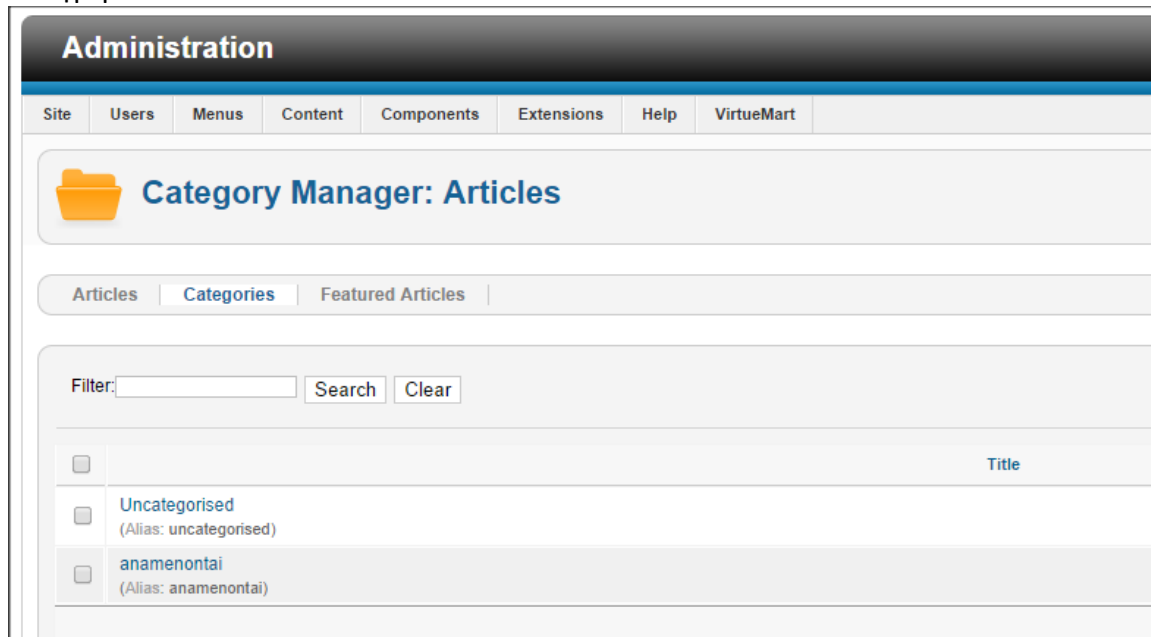 Administration
Site Users Menus Content Components Extensions Help VirtueMart
Category Manager: Articles
Articles Categories Featured Articles
Filter: Search Clear
Title
Uncategorised
(Alias: uncategorised)
anamenontai
(Alias: anamenontai)